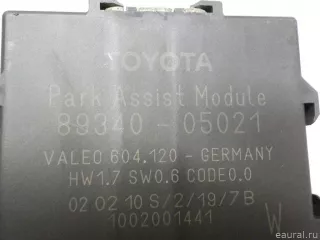 TOYOTA
Park Assist Module
89340 - 05021
VALEO 604.120 - GERMANY
HW1.7 SW0.6 CODE0.0
02 02 10 S/2/19/7B
1002001441
W
eaural.ru